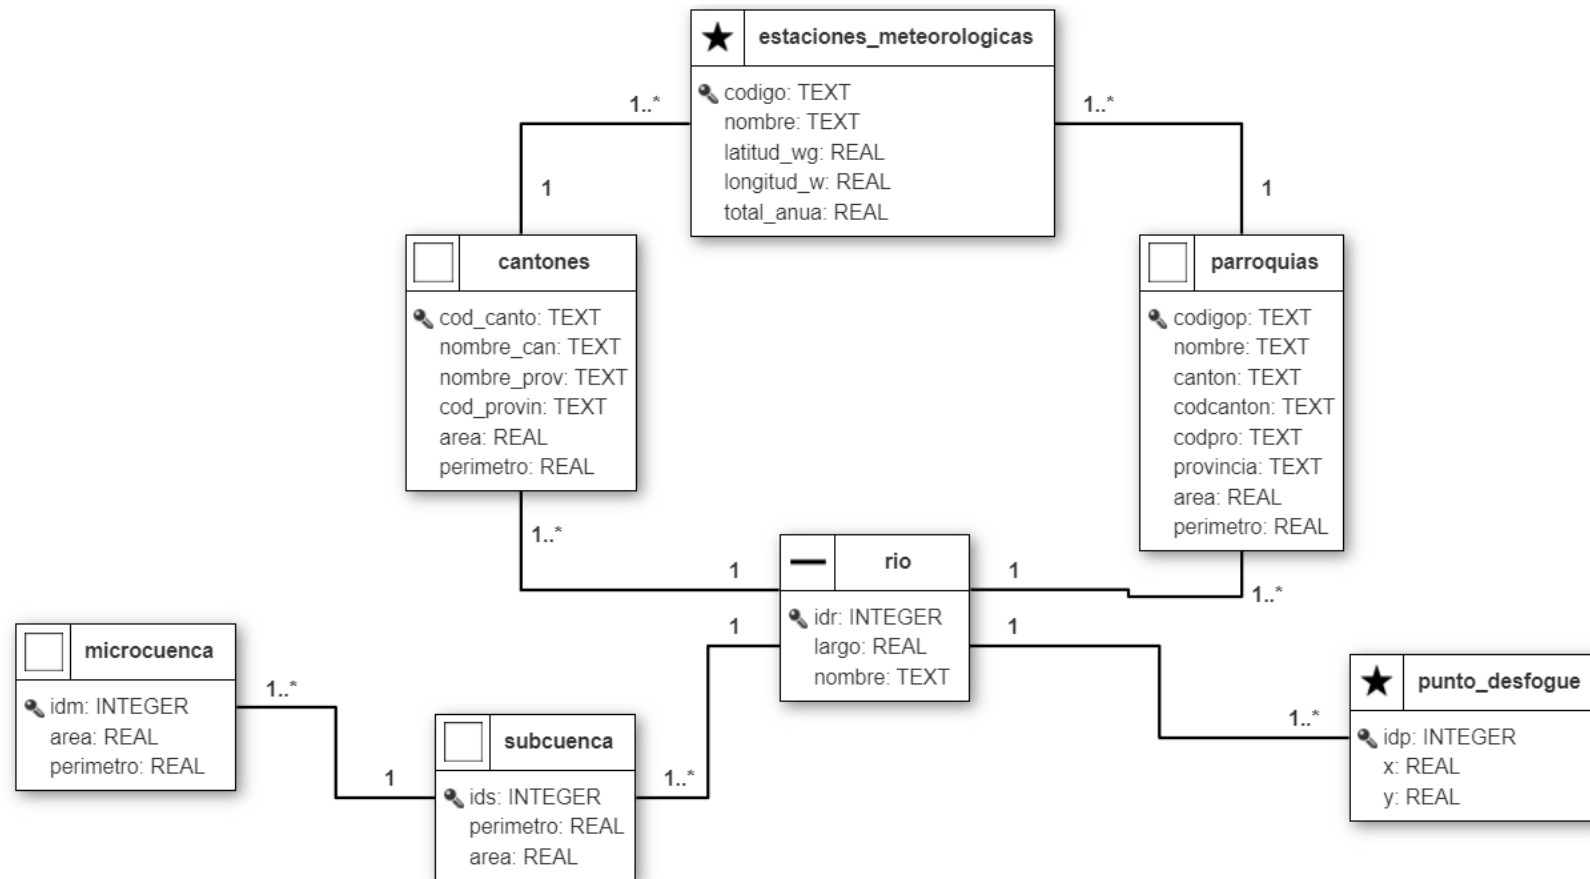 estaciones_meteorologicas
codigo: TEXT
nombre: TEXT
latitud_wg: REAL
longitud_w: REAL
total_anua: REAL
1..*
1..*
1
1
cantones
cod_canto: TEXT
nombre_can: TEXT
nombre_prov: TEXT
cod_provin: TEXT
area: REAL
perimetro: REAL
parroquias
codigop: TEXT
nombre: TEXT
canton: TEXT
codcanton: TEXT
codpro: TEXT
provincia: TEXT
area: REAL
perimetro: REAL
1..*
1
1
1..*
rio
idr: INTEGER
largo: REAL
nombre: TEXT
1
1
microcuenca
idm: INTEGER
area: REAL
perimetro: REAL
1..*
1
subcuenca
ids: INTEGER
perimetro: REAL
area: REAL
1..*
1..*
punto_desfogue
idp: INTEGER
x: REAL
y: REAL